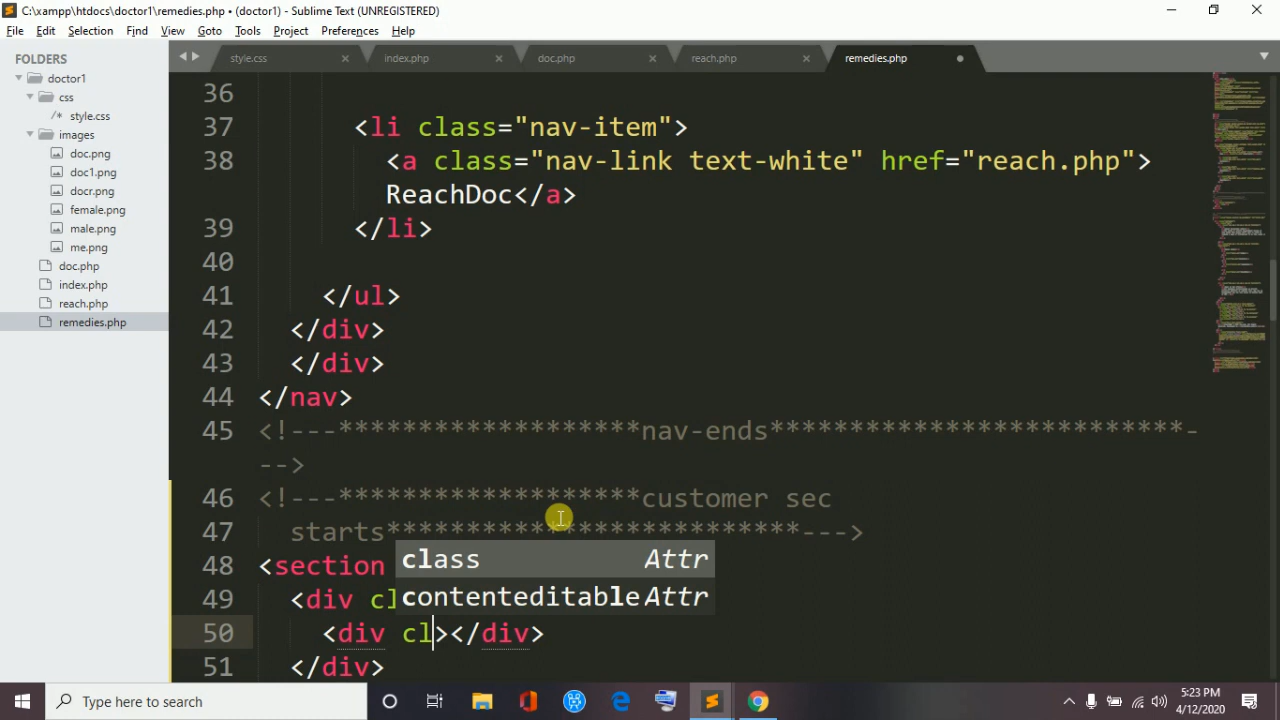 C:\xampp\htdocs\doctor1\remedies.php • (doctor1) - Sublime Text (UNREGISTERED)
File Edit Selection Find View Goto Tools Project Preferences Help
FOLDERS
doctor1
css
style.css
images
doc.png
doc1.png
docr.png
female.png
male.png
me.png
doc.php
index.php
reach.php
remedies.php
style.css index.php doc.php reach.php remedies.php
36
37 <li class="nav-item">
38 <a class="nav-link text-white" href="reach.php">
ReachDoc</a>
39 </li>
40
41 </ul>
42 </div>
43 </div>
44 </nav>
45 <!---*******************nav-ends**************************-
-->
46 <!---*******************customer sec
47 starts**************************--->
48 <section
class Attr
49 <div cl
contenteditable Attr
50 <div cl></div>
51 </div>
Type here to search
5:23 PM
4/12/2020